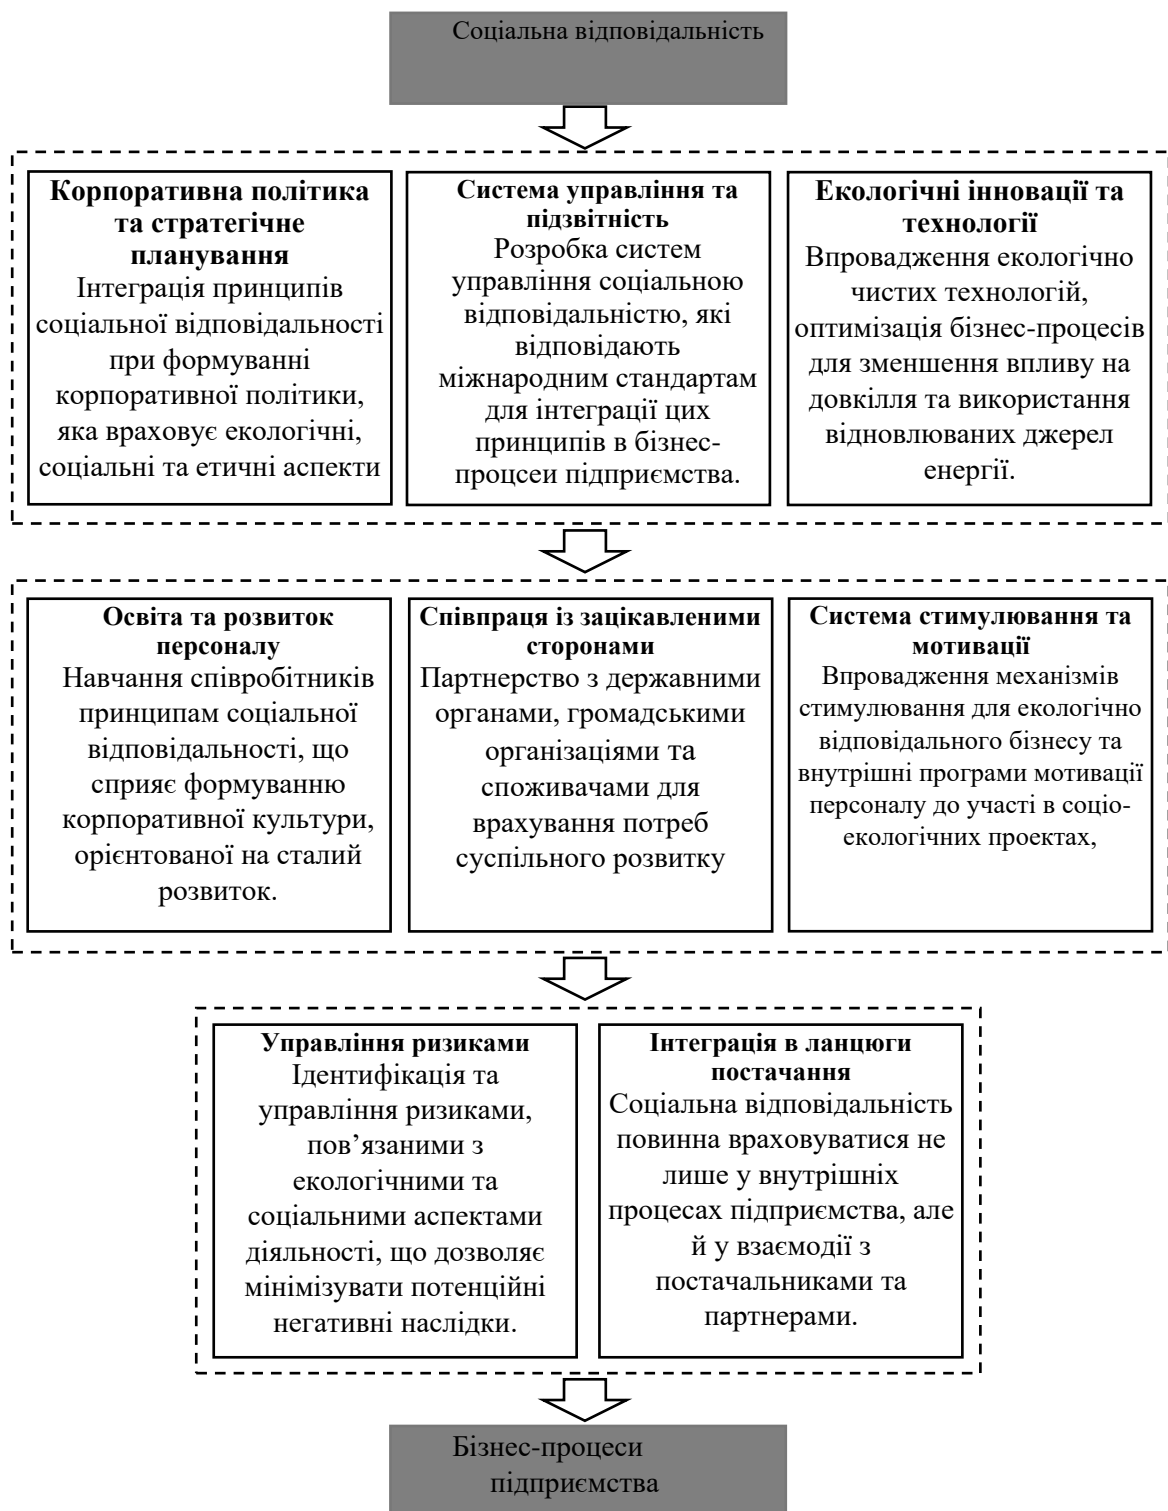 Соціальна відповідальність
Корпоративна політика
та стратегічне
планування
Інтеграція принципів
соціальної відповідальності
при формуванні
корпоративної політики,
яка враховує екологічні,
соціальні та етичні аспекти
Система управління та
підзвітність
Розробка систем
управління соціальною
відповідальністю, які
відповідають
міжнародним стандартам
для інтеграції цих
принципів в бізнес-
процсеи підприємства.
Екологічні інновації та
технології
Впровадження екологічно
чистих технологій,
оптимізація бізнес-процесів
для зменшення впливу на
довкілля та використання
відновлюваних джерел
енергії.
Освіта та розвиток
персоналу
Навчання співробітників
принципам соціальної
відповідальності, що
сприяє формуванню
корпоративної культури,
орієнтованої на сталий
розвиток.
Співпраця із зацікавленими
сторонами
Партнерство з державними
органами, громадськими
організаціями та
споживачами для
врахування потреб
суспільного розвитку
Система стимулювання та
мотивації
Впровадження механізмів
стимулювання для екологічно
відповідального бізнесу та
внутрішні програми мотивації
персоналу до участі в соціо-
екологічних проектах,
Управління ризиками
Ідентифікація та
управління ризиками,
пов’язаними з
екологічними та
соціальними аспектами
діяльності, що дозволяє
мінімізувати потенційні
негативні наслідки.
Інтеграція в ланцюги
постачання
Соціальна відповідальність
повинна враховуватися не
лише у внутрішніх
процесах підприємства, але
й у взаємодії з
постачальниками та
партнерами.
Бізнес-процеси
підприємства